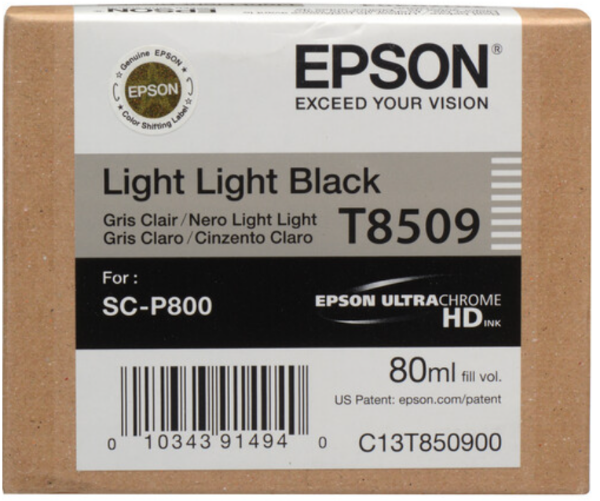 Genuine EPSON
EPSON
Color Shifting Label
EPSON®
EXCEED YOUR VISION
Light Light Black
Gris Clair/Nero Light Light
Gris Claro/Cinzento Claro
T8509
For :
SC-P800
EPSON ULTRACHROME
HD INK
80ml fill vol.
US Patent: epson.com/patent
0 10343 91494 0
C13T850900